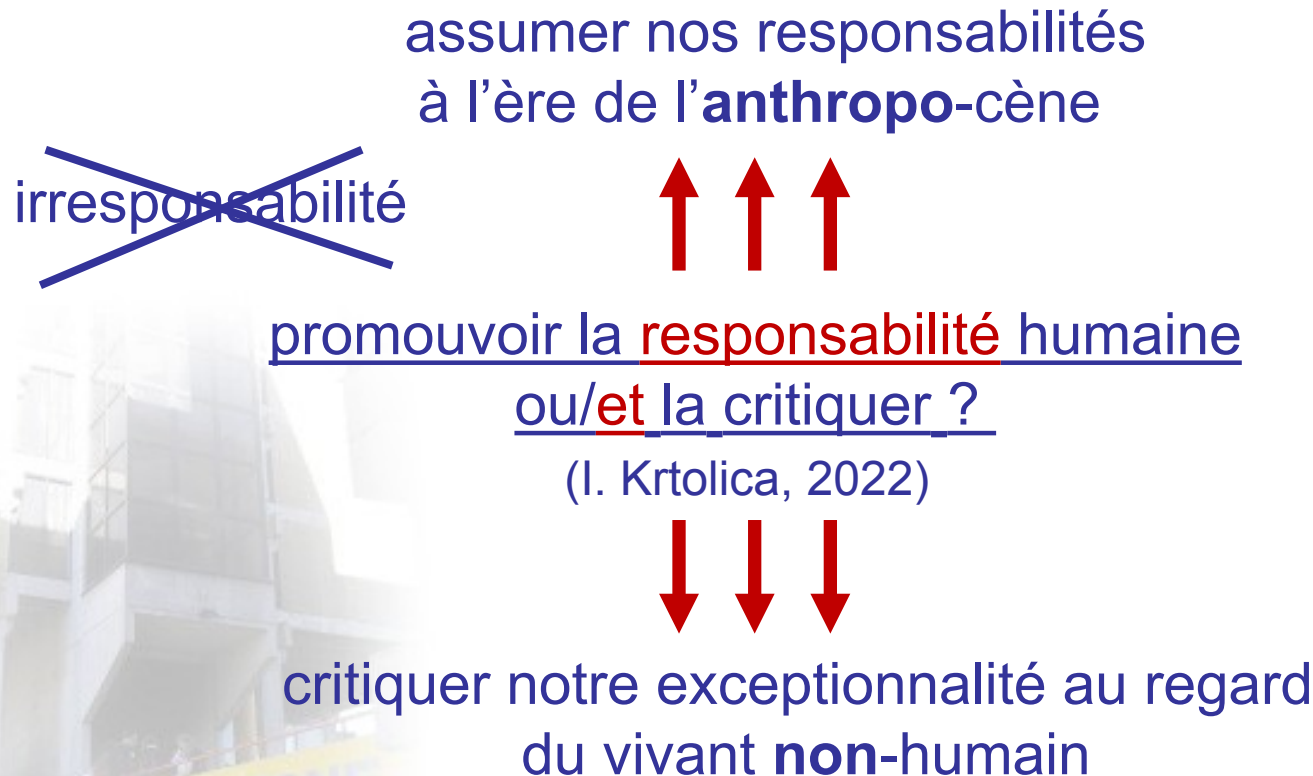 assumer nos responsabilités
à l’ère de l’anthropo-cène
irresponsabilité
promouvoir la responsabilité humaine
ou/et la critiquer ?
(I. Krtolica, 2022)
critiquer notre exceptionnalité au regard
du vivant non-humain